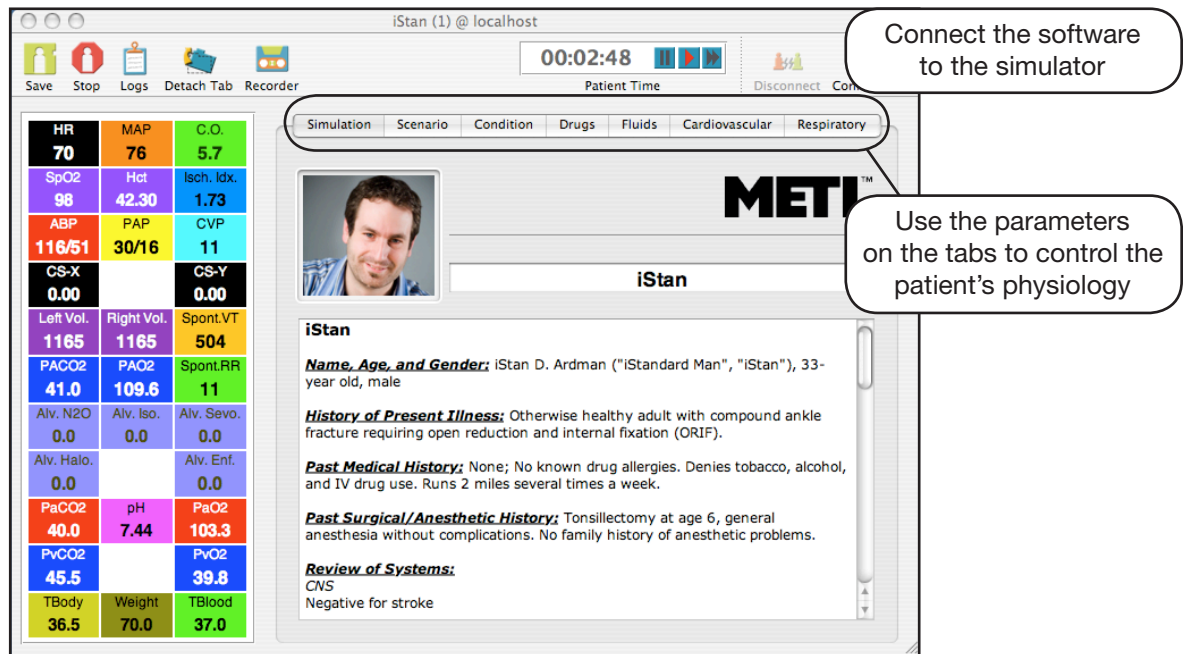 iStan (1) @ localhost
Connect the software
to the simulator
00:02:48
Save Stop Logs Detach Tab Recorder Patient Time Disconnect
Simulation Scenario Condition Drugs Fluids Cardiovascular Respiratory
HR MAP C.O.
70 76 5.7
SpO2 Hct Isch. Idx.
98 42.30 1.73
ABP PAP CVP
116/51 30/16 11
CS-X CS-Y
0.00 0.00
Left Vol. Right Vol. Spont.VT
1165 1165 504
PACO2 PAO2 Spont.RR
41.0 109.6 11
Alv. N2O Alv. Iso. Alv. Sevo.
0.0 0.0 0.0
Alv. Halo. Alv. Enf.
0.0 0.0
PaCO2 pH PaO2
40.0 7.44 103.3
PvCO2 PvO2
45.5 39.8
TBody Weight TBlood
36.5 70.0 37.0
METI™
Use the parameters
on the tabs to control the
patient's physiology
iStan
iStan
Name, Age, and Gender: iStan D. Ardman ("iStandard Man", "iStan"), 33-
year old, male
History of Present Illness: Otherwise healthy adult with compound ankle
fracture requiring open reduction and internal fixation (ORIF).
Past Medical History: None; No known drug allergies. Denies tobacco, alcohol,
and IV drug use. Runs 2 miles several times a week.
Past Surgical/Anesthetic History: Tonsillectomy at age 6, general
anesthesia without complications. No family history of anesthetic problems.
Review of Systems:
CNS
Negative for stroke